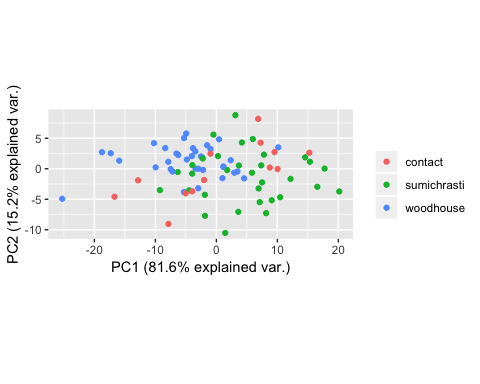 PC2 (15.2% explained var.)
5
0
-5
-10
-20
-10
0
10
20
PC1 (81.6% explained var.)
contact
sumichrasti
woodhouse